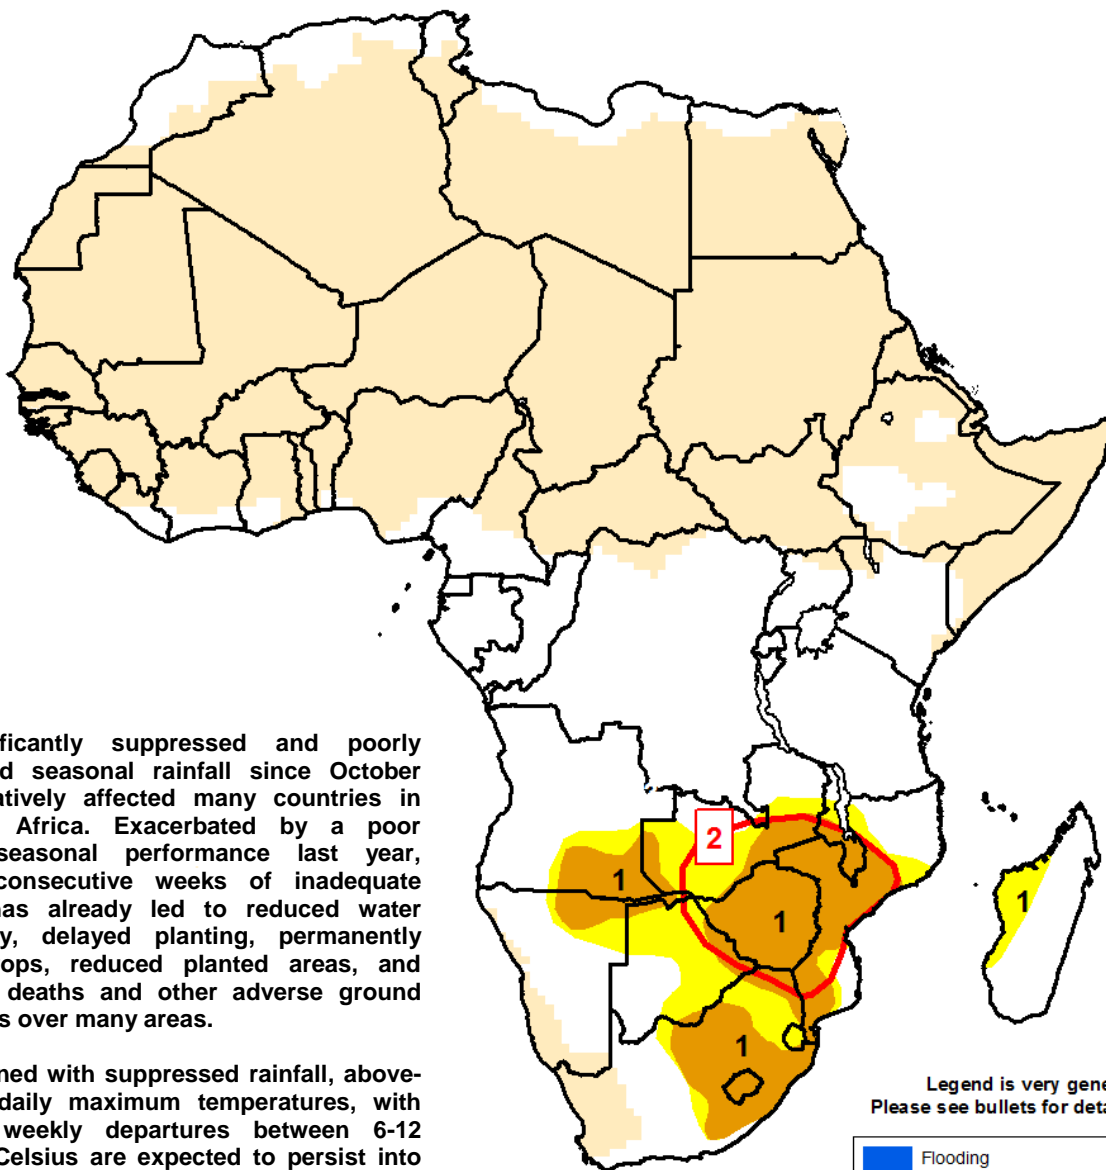 2
1
1
1
1
ficantly suppressed and poorly
d seasonal rainfall since October
atively affected many countries in
Africa. Exacerbated by a poor
seasonal performance last year,
consecutive weeks of inadequate
has already led to reduced water
y, delayed planting, permanently
ops, reduced planted areas, and
deaths and other adverse ground
s over many areas.
ned with suppressed rainfall, above-
daily maximum temperatures, with
weekly departures between 6-12
Celsius are expected to persist into
Legend is very gene
Please see bullets for deta
Flooding